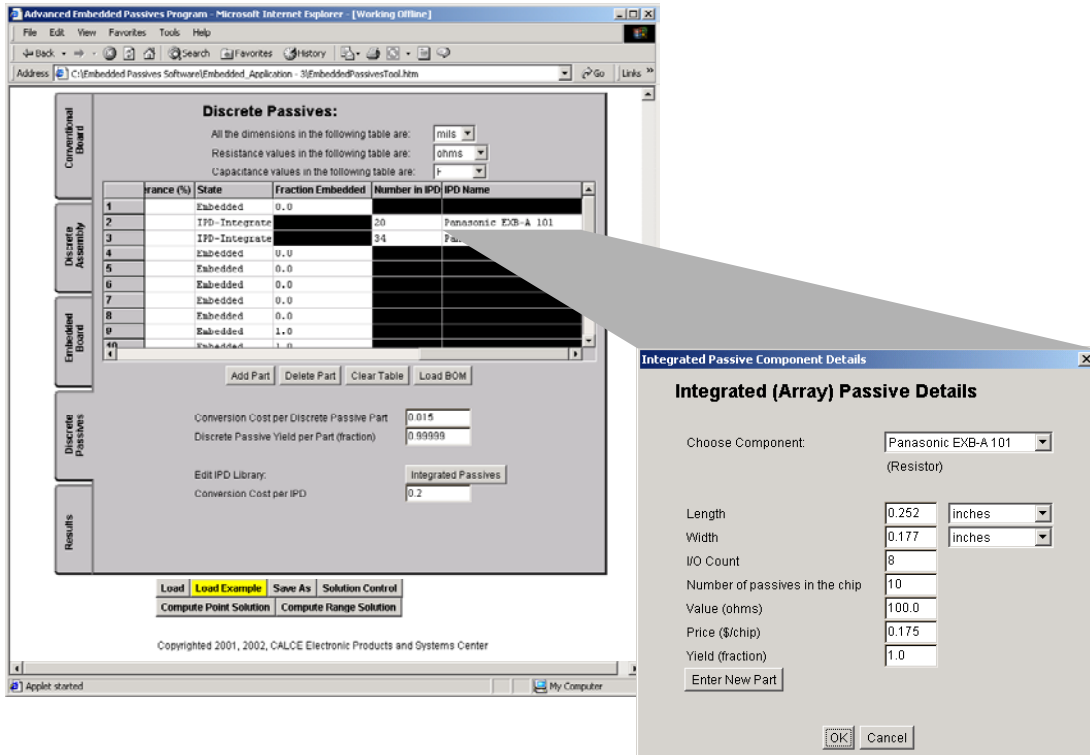 Advanced Embedded Passives Program - Microsoft Internet Explorer - [Working Offline]
File Edit View Favorites Tools Help
Back Search Favorites History
Address C:\Embedded Passives Software\Embedded_Application - 3\EmbeddedPassivesTool.htm Go Links »
Conventional Board
Discrete Assembly
Embedded Board
Discrete Passives
Results
Discrete Passives:
All the dimensions in the following table are: mils
Resistance values in the following table are: ohms
Capacitance values in the following table are:
erance (%) State Fraction Embedded Number in IPD IPD Name
1 Embedded 0.0
2 IPD-Integrate 20 Panasonic EXB-A 101
3 IPD-Integrate 34
4 Embedded 0.0
5 Embedded 0.0
6 Embedded 0.0
7 Embedded 0.0
8 Embedded 0.0
9 Embedded 1.0
10 Embedded 1.0
Add Part Delete Part Clear Table Load BOM
Conversion Cost per Discrete Passive Part 0.015
Discrete Passive Yield per Part (fraction) 0.99999
Edit IPD Library: Integrated Passives
Conversion Cost per IPD 0.2
Load Load Example Save As Solution Control
Compute Point Solution Compute Range Solution
Copyrighted 2001, 2002, CALCE Electronic Products and Systems Center
Applet started My Computer
Integrated Passive Component Details
Integrated (Array) Passive Details
Choose Component: Panasonic EXB-A 101
(Resistor)
Length 0.252 inches
Width 0.177 inches
I/O Count 8
Number of passives in the chip 10
Value (ohms) 100.0
Price ($/chip) 0.175
Yield (fraction) 1.0
Enter New Part
OK Cancel